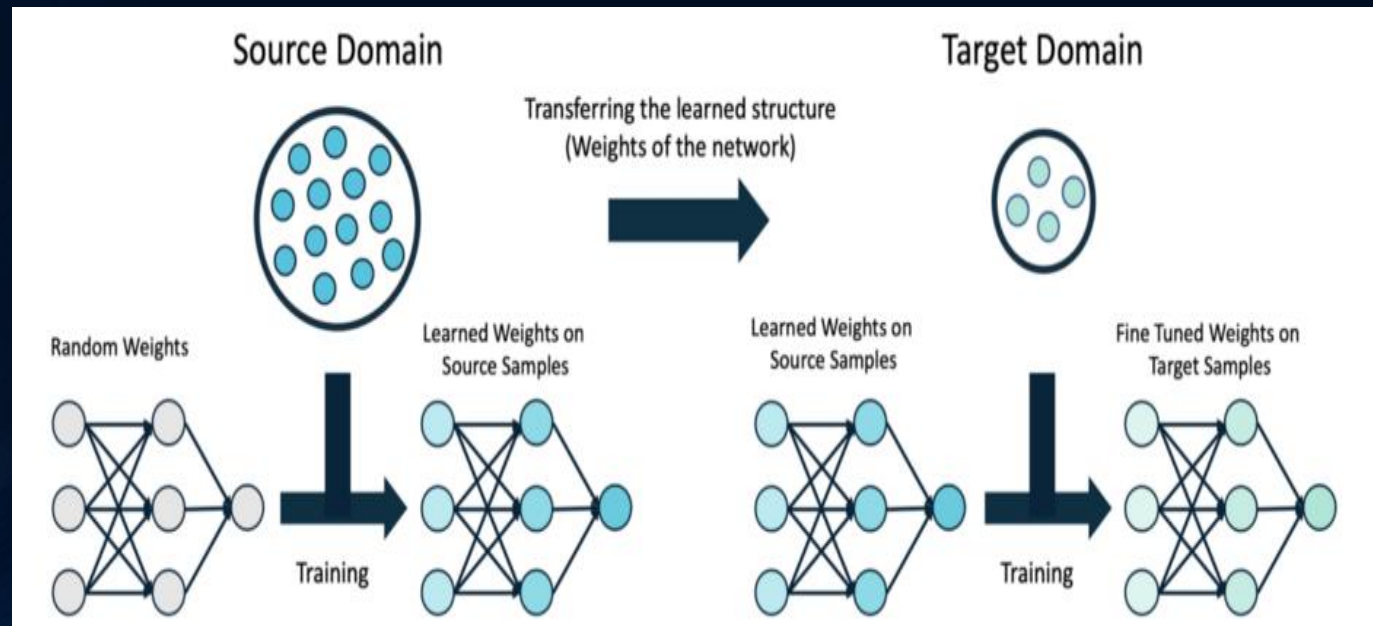 Source Domain
Target Domain
Transferring the learned structure
(Weights of the network)
Random Weights
Learned Weights on
Source Samples
Learned Weights on
Source Samples
Fine Tuned Weights on
Target Samples
Training
Training